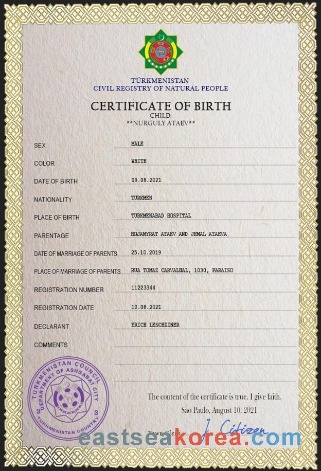 TÜRKMENISTAN
CIVIL REGISTRY OF NATURAL PEOPLE
CERTIFICATE OF BIRTH
CHILD:
**NURGULY ATAEV**
SEX MALE
COLOR WHITE
DATE OF BIRTH 09.08.2021
NATIONALITY TURKMEN
PLACE OF BIRTH TURKMENABAD HOSPITAL
PARENTAGE ATAEV AND JEMAL ATAEVA
DATE OF MARRIAGE OF PARENTS 25.10.2019
PLACE OF MARRIAGE OF PARENTS RUA TOMAZ CARVALHAL, 1030, PARAISO
REGISTRATION NUMBER 11223344
REGISTRATION DATE 10.08.2021
DECLARANT ERICH LESCHZINER
COMMENTS
The content of the certificate is true. I give faith.
Sao Paulo, August 10, 2021
J. Citizen
TURKMENISTAN COUNCIL
DEPARTMENT OF ASHGABAT CITY
TURKMENISTAN COUNTRY
eastseakorea.com